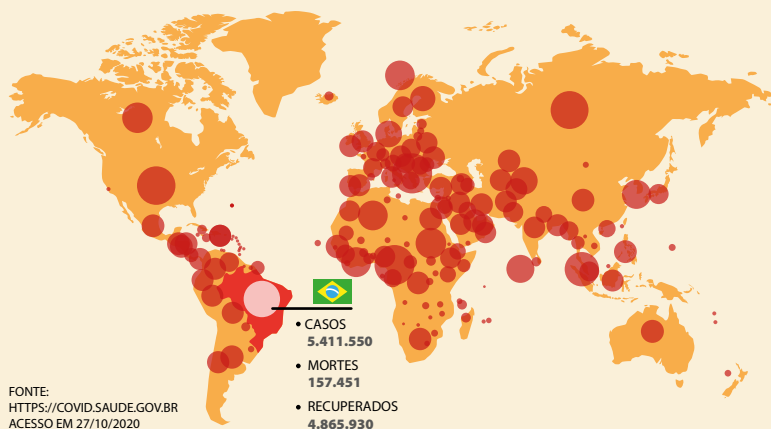 • CASOS
5.411.550
• MORTES
157.451
• RECUPERADOS
4.865.930
FONTE:
HTTPS://COVID.SAUDE.GOV.BR
ACESSO EM 27/10/2020